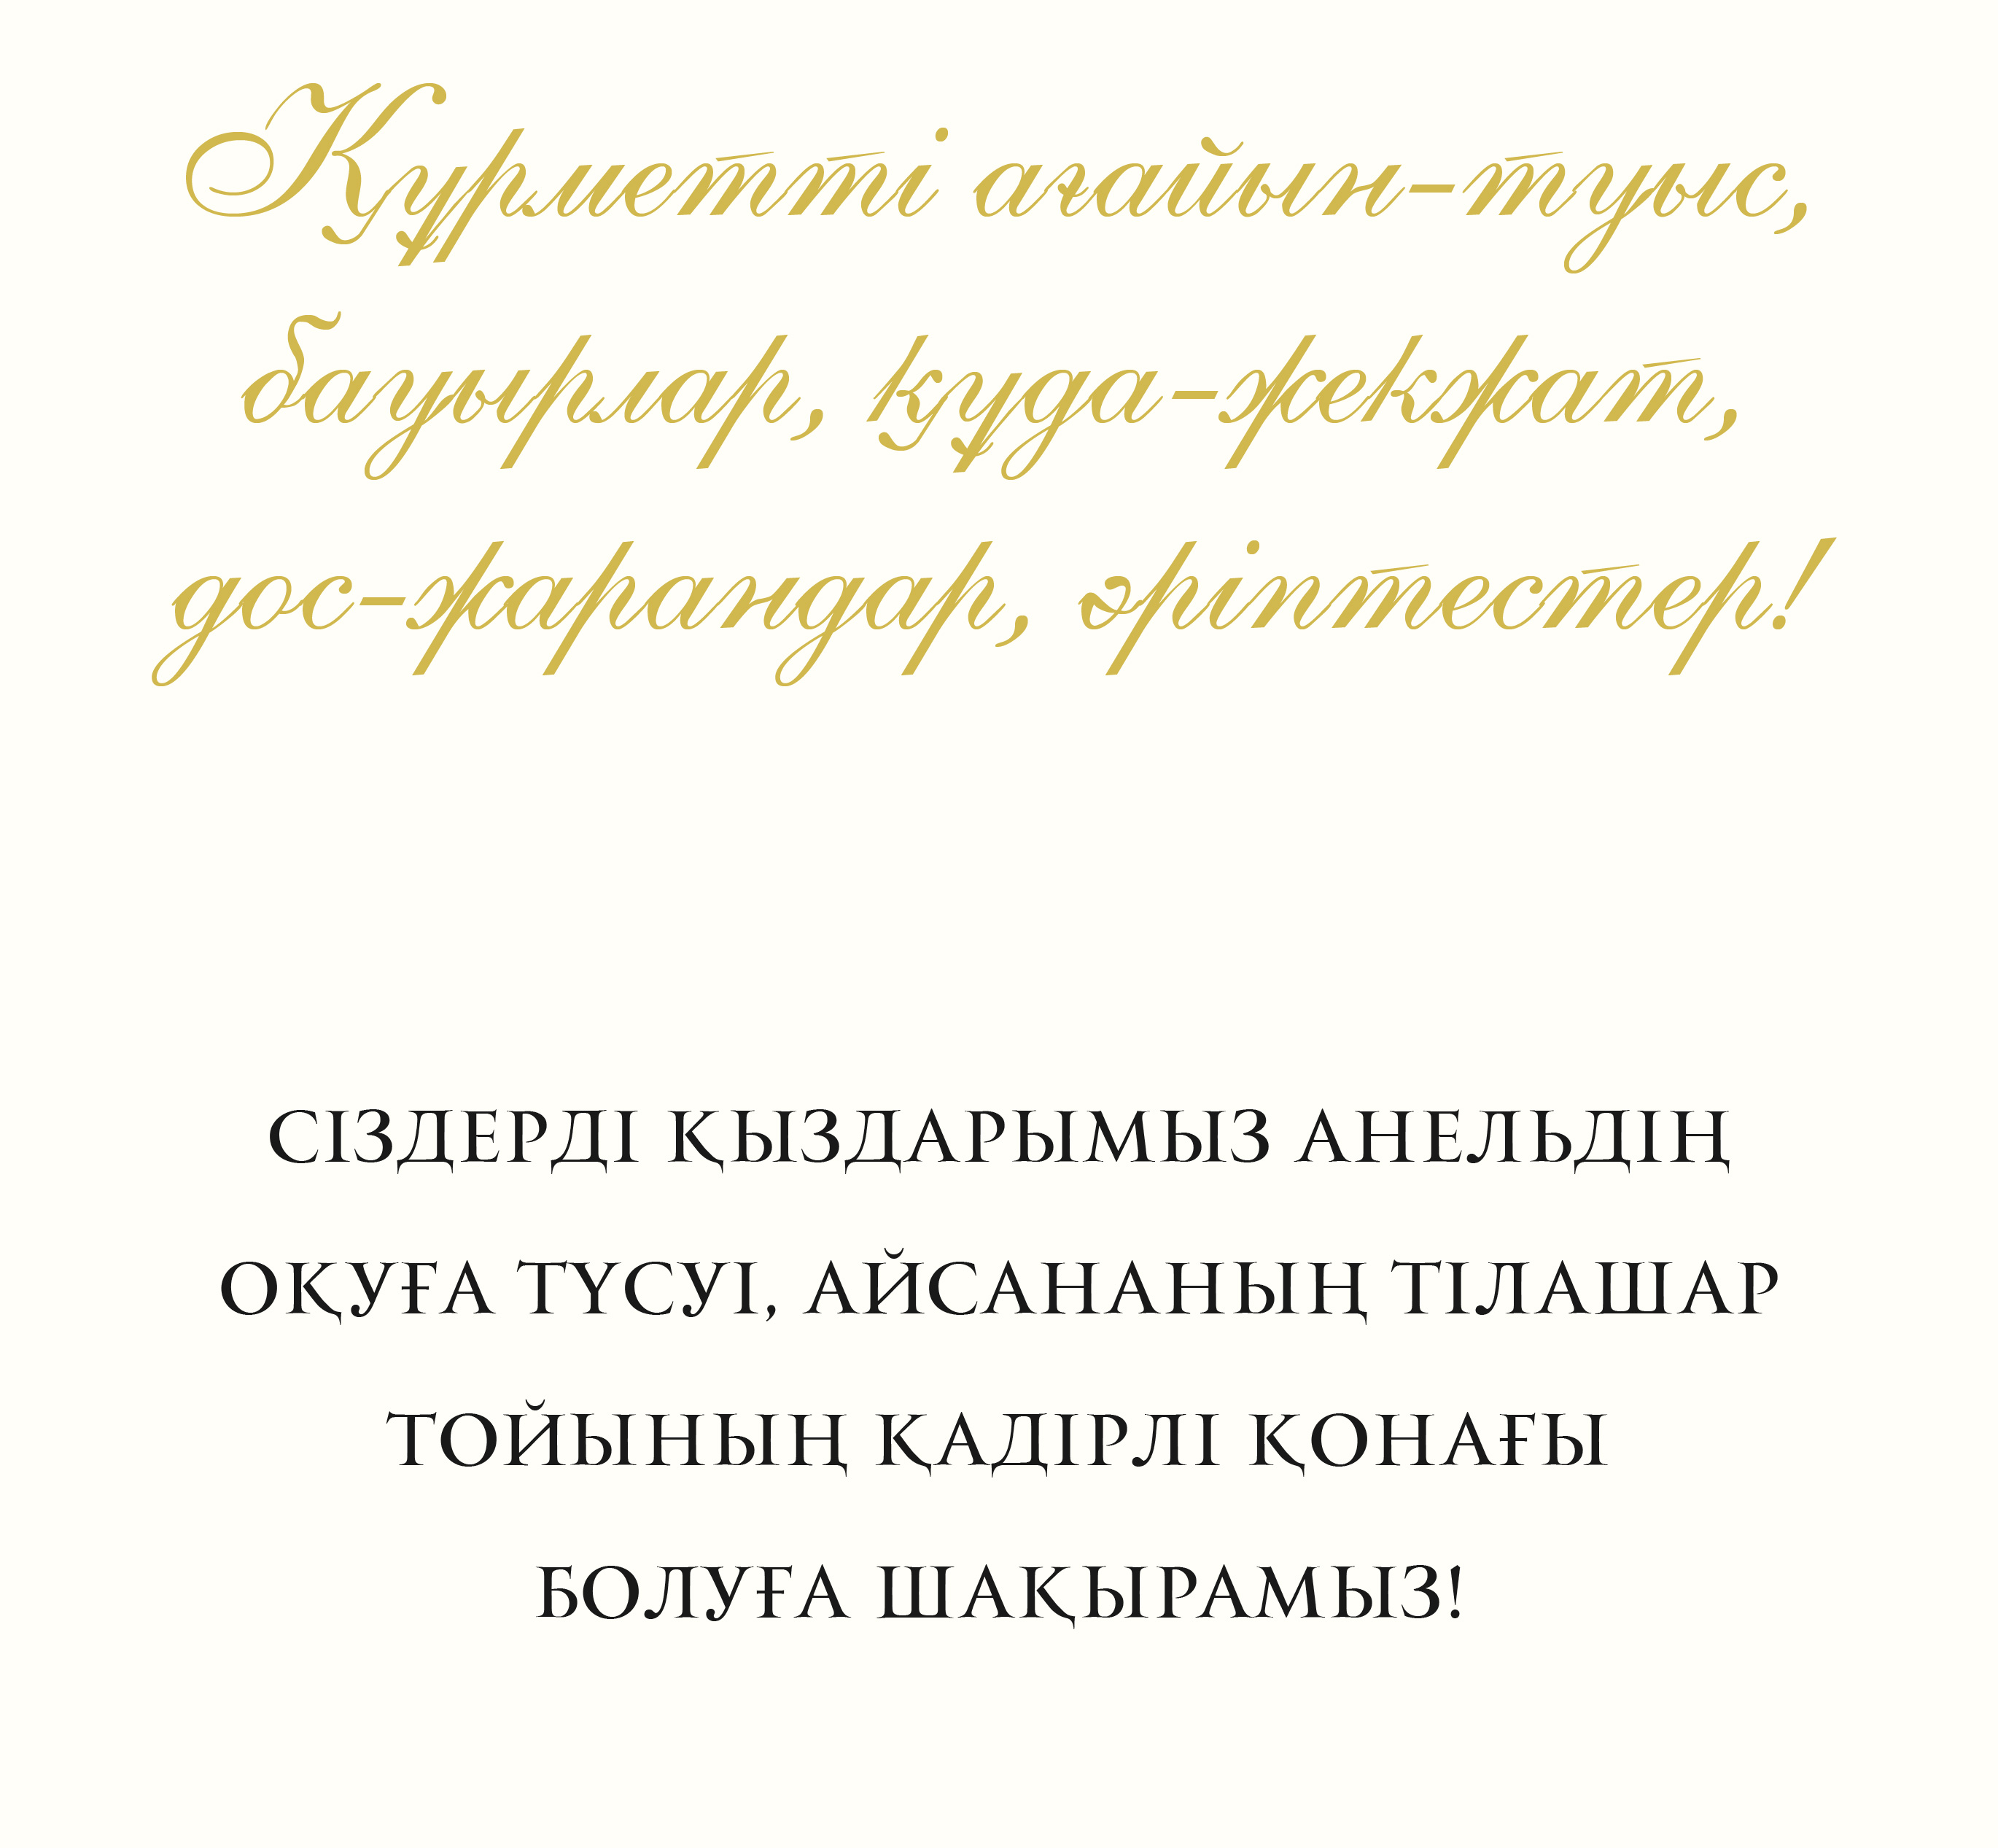 Құрметті ағайын-туыс,
бауырлар, құда-жекжат,
дос-жарандар, әріптестер!
СІЗДЕРДІ ҚЫЗДАРЫМЫЗ АНЕЛЬДІҢ
ОҚУҒА ТҮСУІ, АЙСАНАНЫҢ ТІЛАШАР
ТОЙЫНЫҢ ҚАДІРЛІ ҚОНАҒЫ
БОЛУҒА ШАҚЫРАМЫЗ!